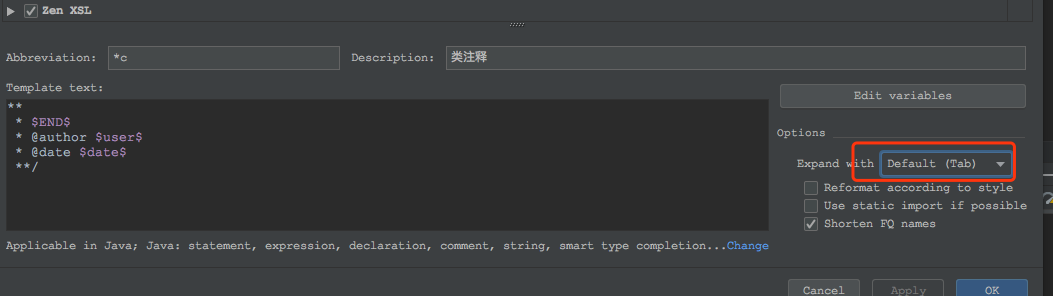 Zen XSL
Abbreviation: *c Description: 类注释
Template text:
**
* $END$
* @author $user$
* @date $date$
**/
Edit variables
Options
Expand with Default (Tab)
Reformat according to style
Use static import if possible
Shorten FQ names
Applicable in Java; Java: statement, expression, declaration, comment, string, smart type completion...Change
Cancel Apply OK